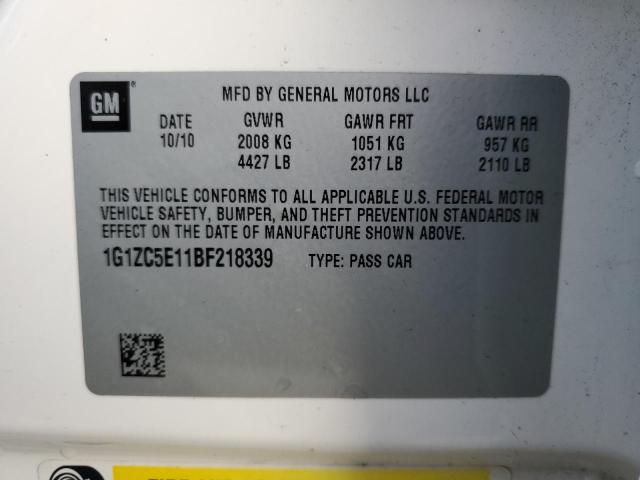 GM
MFD BY GENERAL MOTORS LLC
DATE GVWR GAWR FRT GAWR RR
10/10 2008 KG 1051 KG 957 KG
4427 LB 2317 LB 2110 LB
THIS VEHICLE CONFORMS TO ALL APPLICABLE U.S. FEDERAL MOTOR
VEHICLE SAFETY, BUMPER, AND THEFT PREVENTION STANDARDS IN
EFFECT ON THE DATE OF MANUFACTURE SHOWN ABOVE.
1G1ZC5E11BF218339 TYPE: PASS CAR